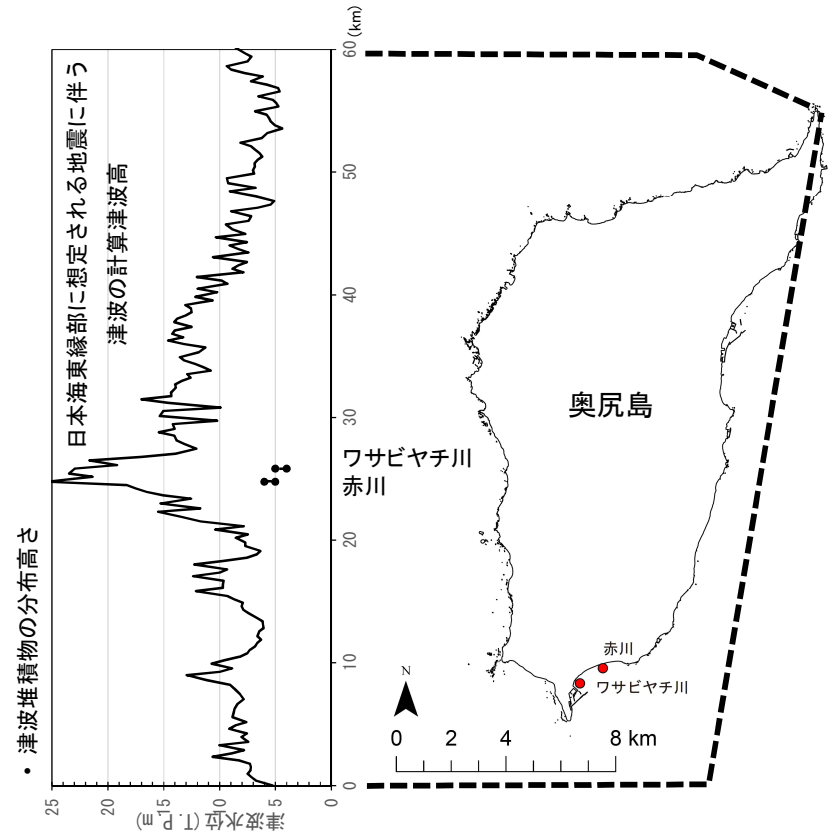 ・ 津波堆積物の分布高さ
日本海東縁部に想定される地震に伴う
津波の計算津波高
25
20
15
10
5
0
津波水位(T.P.m)
0
10
20
30
40
50
60
(km)
ワサビヤチ川
赤川
奥尻島
赤川
ワサビヤチ川
N
0 2 4 8 km